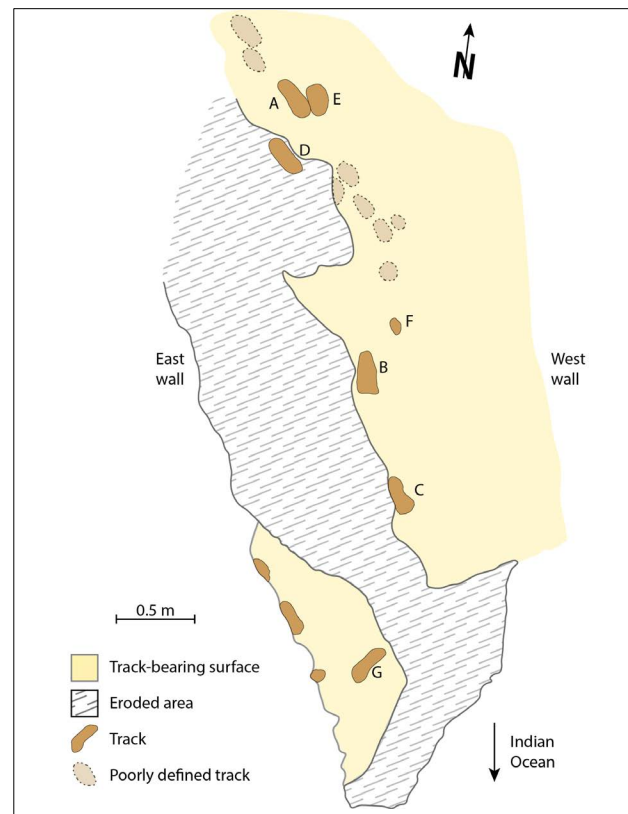 N
A
E
D
F
East
wall
B
West
wall
C
0.5 m
G
Track-bearing surface
Eroded area
Track
Poorly defined track
Indian
Ocean